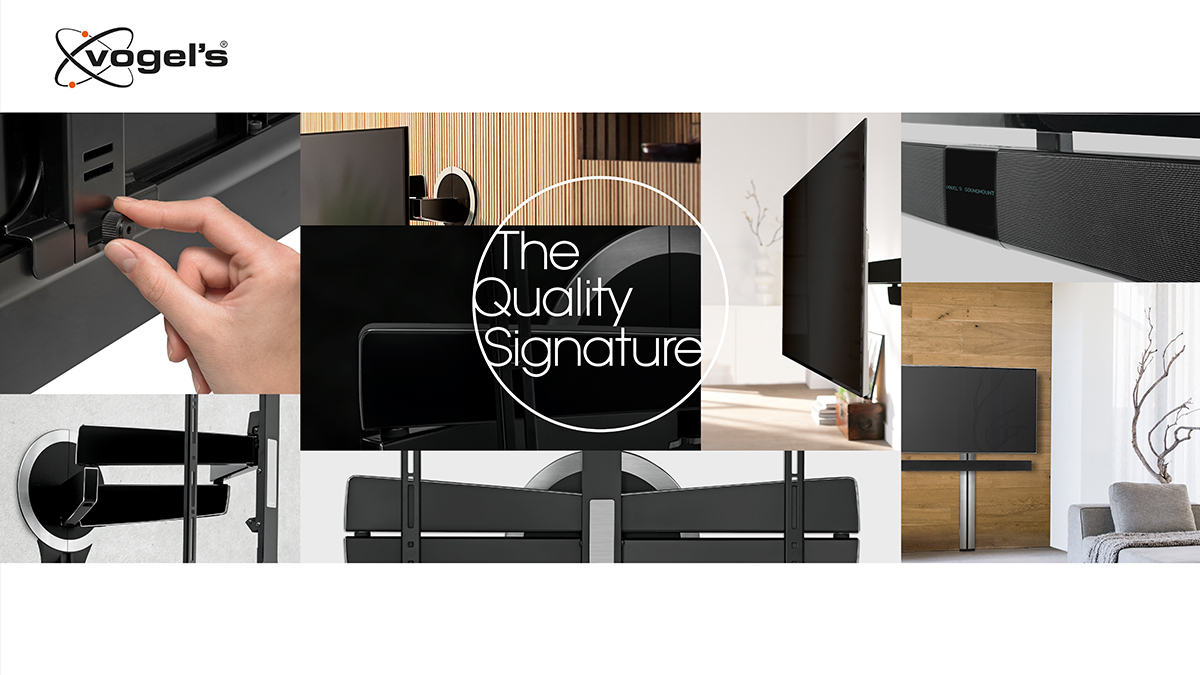 vogel's®
The
Quality
Signature
VOGEL'S SOUNDMOUNT